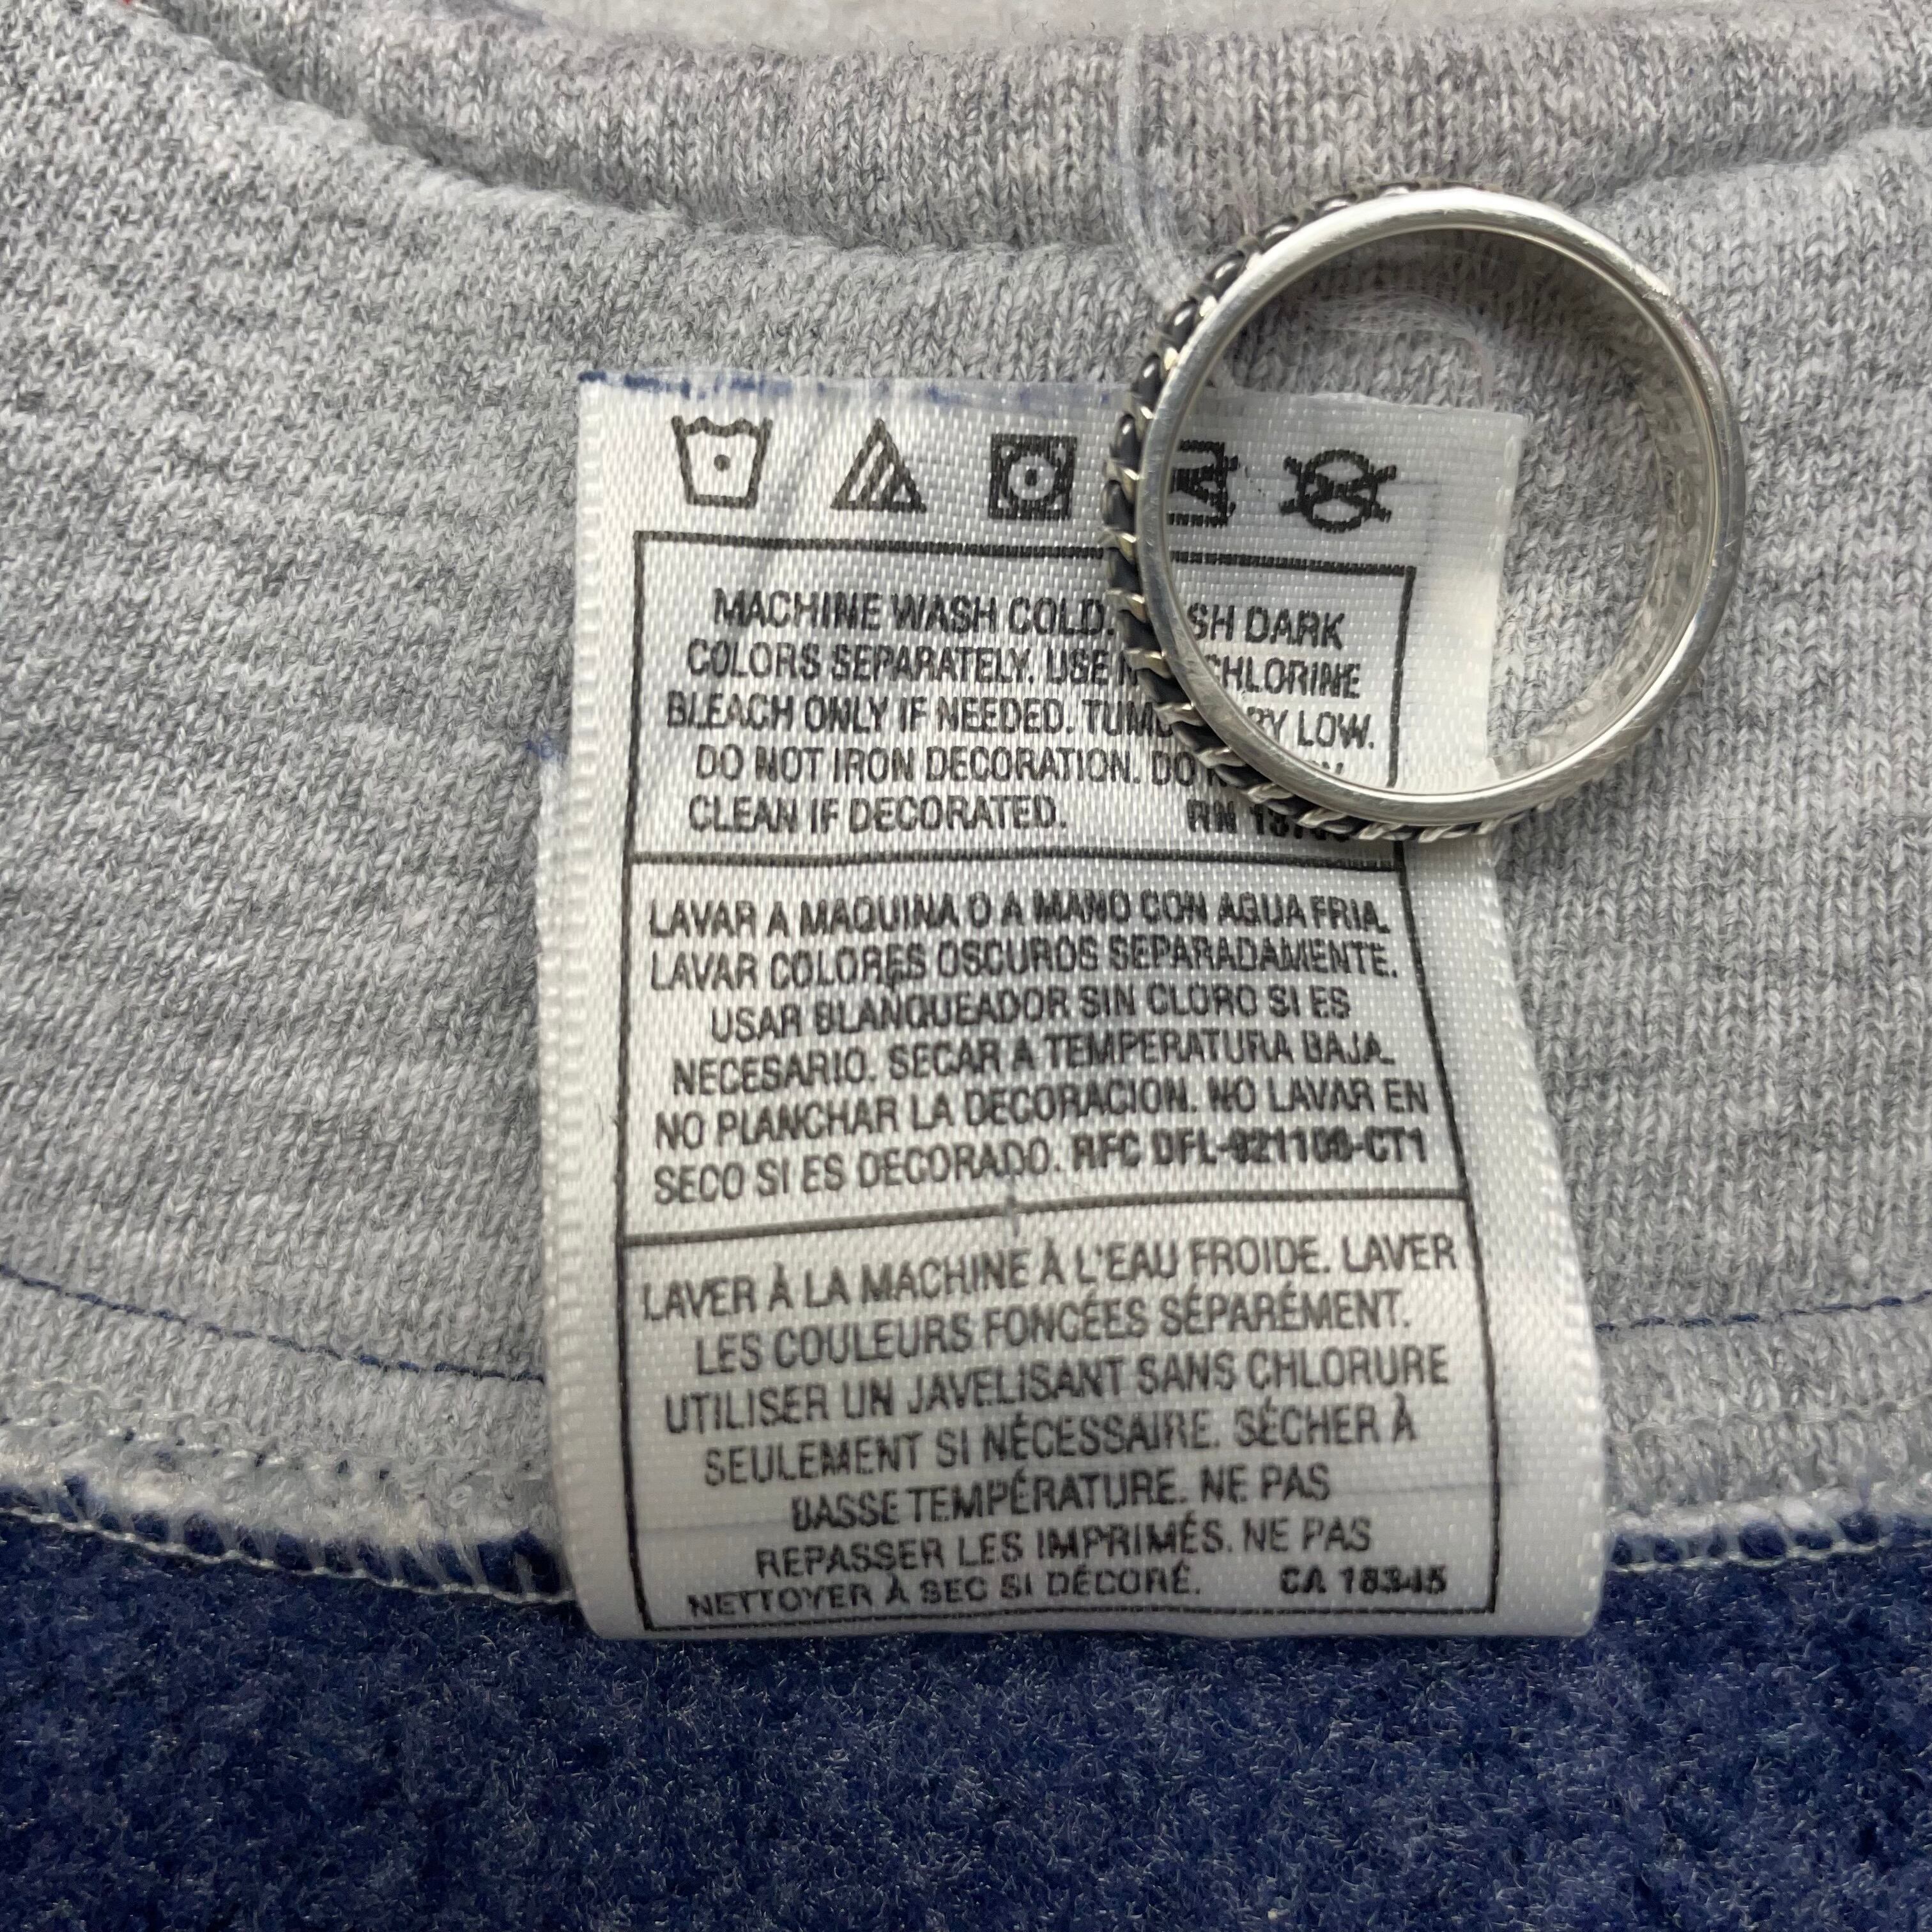 MACHINE WASH COLD. SH DARK
COLORS SEPARATELY. USE CHLORINE
BLEACH ONLY IF NEEDED. TUM RY LOW.
DO NOT IRON DECORATION. DO
CLEAN IF DECORATED. RN
LAVAR A MAQUINA O A MANO CON AGUA FRIA.
LAVAR COLORES OSCUROS SEPARADAMENTE.
USAR BLANQUEADOR SIN CLORO SI ES
NECESARIO. SECAR A TEMPERATURA BAJA.
NO PLANCHAR LA DECORACION. NO LAVAR EN
SECO SI ES DECORADO. RFC DFL-921106-CT1
LAVER À LA MACHINE À L'EAU FROIDE. LAVER
LES COULEURS FONCÉES SÉPARÉMENT.
UTILISER UN JAVELISANT SANS CHLORURE
SEULEMENT SI NÉCESSAIRE. SÉCHER À
BASSE TEMPÉRATURE. NE PAS
REPASSER LES IMPRIMÉS. NE PAS
NETTOYER À SEC SI DÉCORÉ. CA 18345